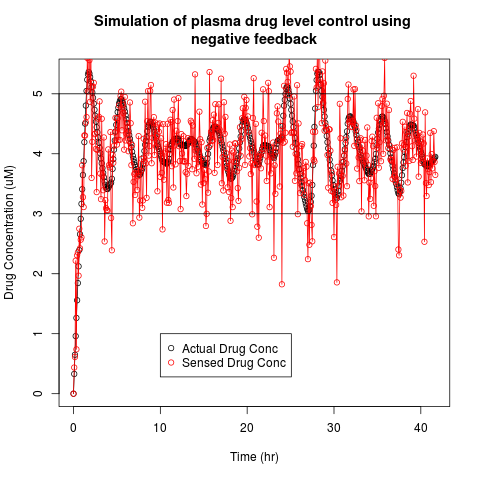 Simulation of plasma drug level control using
negative feedback
Drug Concentration (uM)
5
4
3
2
1
0
Actual Drug Conc
Sensed Drug Conc
0 10 20 30 40
Time (hr)